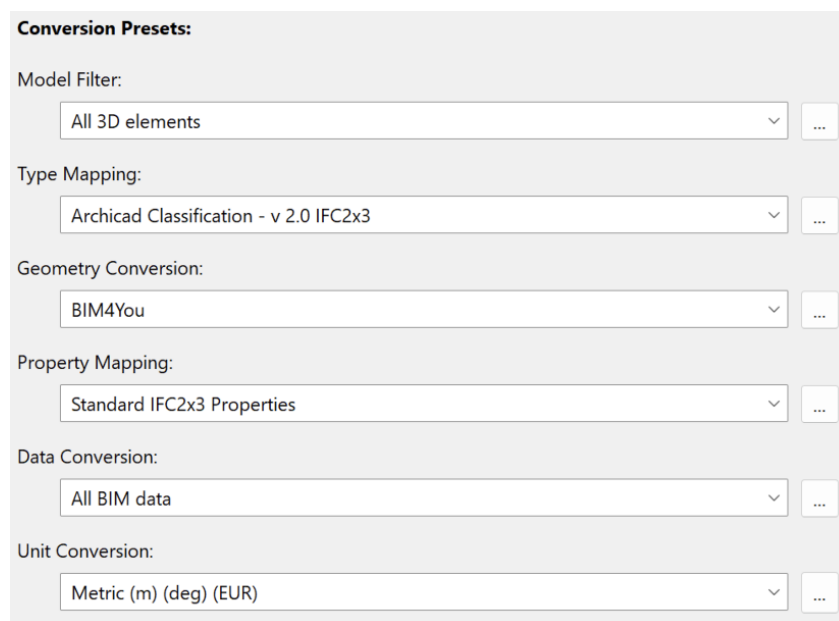 Conversion Presets:
Model Filter:
All 3D elements
...
Type Mapping:
Archicad Classification - v 2.0 IFC2x3
...
Geometry Conversion:
BIM4You
...
Property Mapping:
Standard IFC2x3 Properties
...
Data Conversion:
All BIM data
...
Unit Conversion:
Metric (m) (deg) (EUR)
...